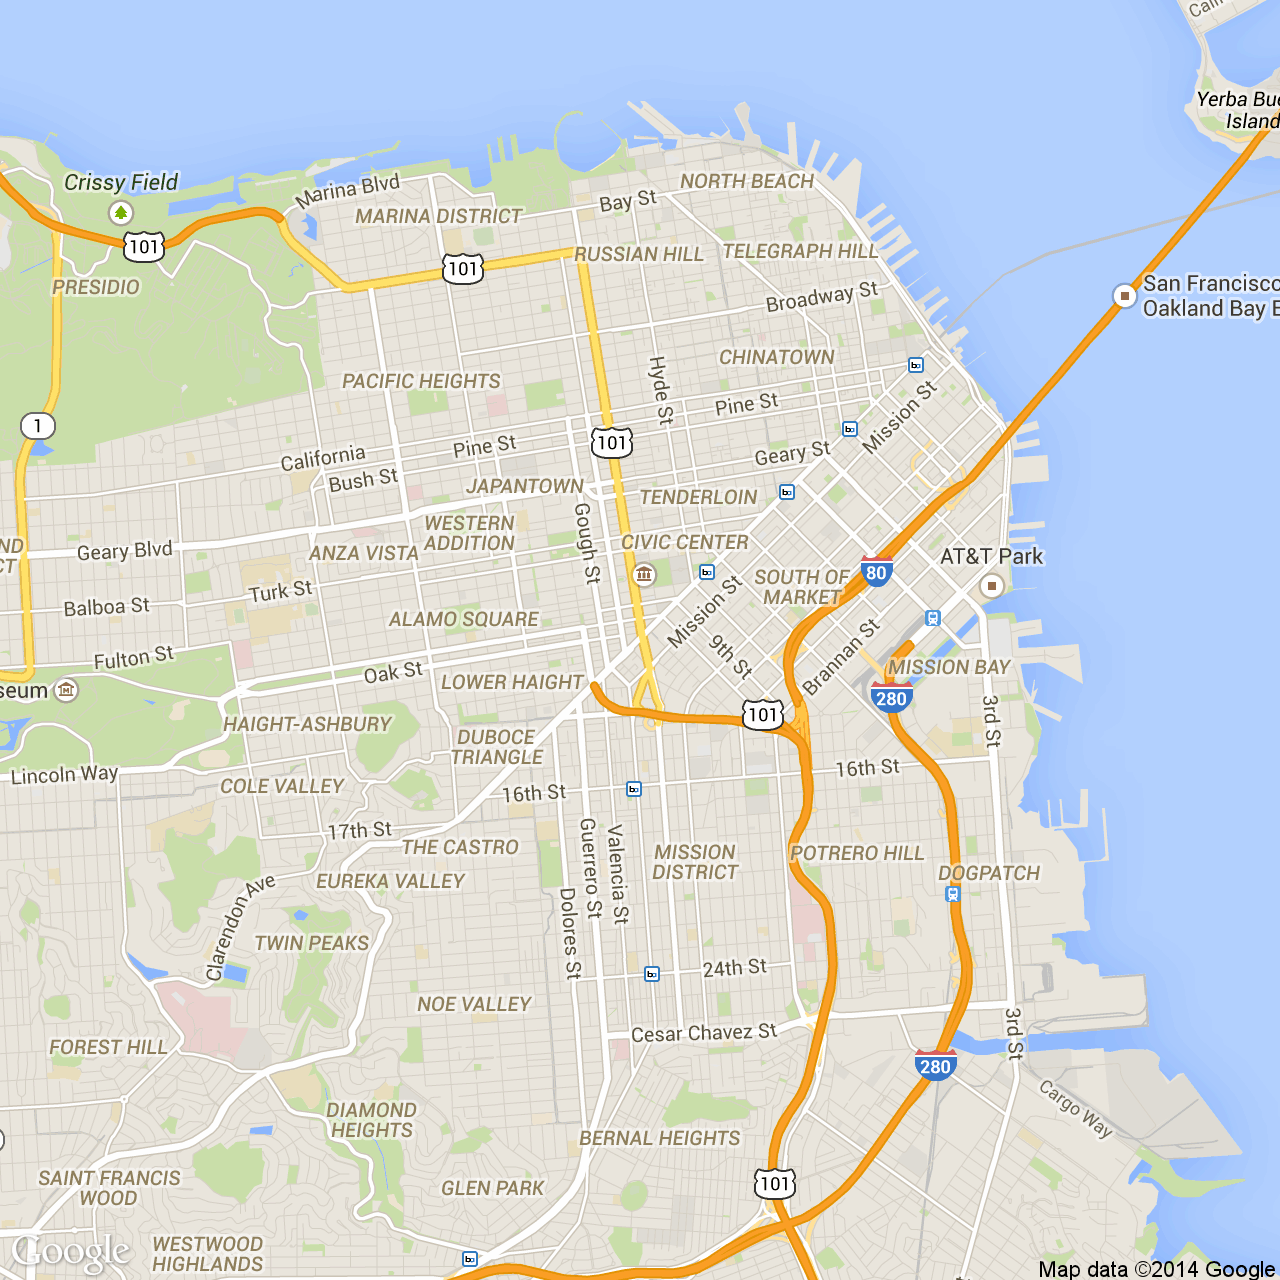 Yerba Bue
Island
Crissy Field
Marina Blvd
NORTH BEACH
MARINA DISTRICT
Bay St
101
101
RUSSIAN HILL
TELEGRAPH HILL
PRESIDIO
San Francisco
Oakland Bay B
Broadway St
CHINATOWN
PACIFIC HEIGHTS
Hyde St
Pine St
Mission St
1
101
Pine St
California
Geary St
Bush St
JAPANTOWN
TENDERLOIN
WESTERN
ADDITION
Gough St
CIVIC CENTER
ND
CT
Geary Blvd
ANZA VISTA
AT&T Park
80
SOUTH OF
MARKET
Turk St
Balboa St
ALAMO SQUARE
Mission St
9th St
Brannan St
Fulton St
Oak St
MISSION BAY
LOWER HAIGHT
seum
280
3rd St
HAIGHT-ASHBURY
101
DUBOCE
TRIANGLE
Lincoln Way
COLE VALLEY
16th St
16th St
17th St
THE CASTRO
Guerrero St
Valencia St
MISSION
DISTRICT
POTRERO HILL
DOGPATCH
EUREKA VALLEY
Clarendon Ave
Dolores St
TWIN PEAKS
24th St
NOE VALLEY
Cesar Chavez St
3rd St
FOREST HILL
280
Cargo Way
DIAMOND
HEIGHTS
BERNAL HEIGHTS
SAINT FRANCIS
WOOD
GLEN PARK
101
WESTWOOD
HIGHLANDS
Google
Map data ©2014 Google